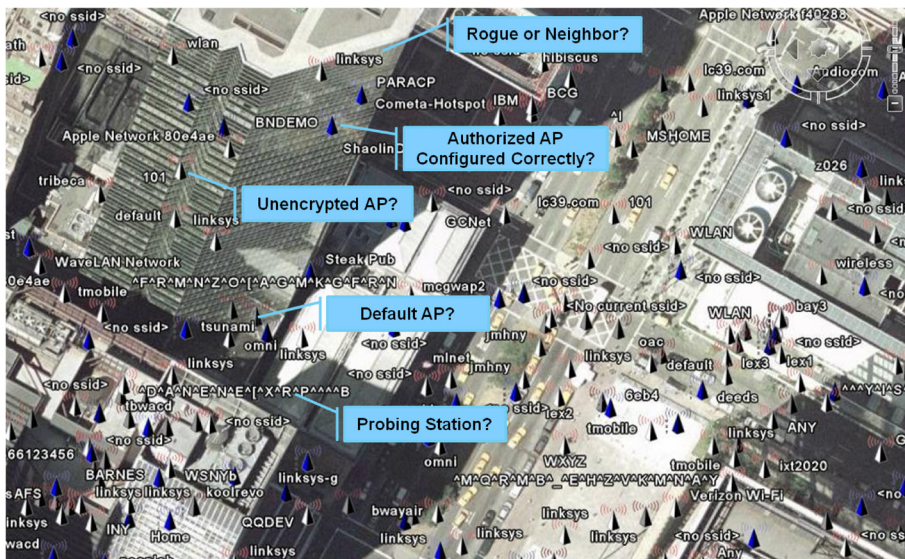 <no ssid>
Apple Network f40288
Rogue or Neighbor?
wlan
linksys
hibiscus
lc39.com
Audiocom
<no ssid>
PARACP
Cometa-Hotspot
IBM
BCG
linksys1
<no ssid>
BNDEMO
Apple Network 80e4ae
Authorized AP
Configured Correctly?
^I
MSHOME
<no ssid>
z026
101
tribeca
Unencrypted AP?
<no ssid>
lc39.com
101
default
linksys
GCNet
<no ssid>
WLAN
Steak Pub
WaveLAN Network
<no ssid>
wireless
80e4ae
^F^R^M^N^Z^O^[^A^G^M^K^G^F^R^N
mcgwap2
tmobile
Default AP?
<No current ssid>
bay3
WLAN
<no ssid>
tsunami
omni
linksys
<no ssid>
jmhny
oac
linksys
mlnet
jmhny
linksys
default
lex3
lex1
^D^A^N^E^N^E^[^X^R^P^^^^B
6eb4
deeds
tbwacd
<no ssid>
lex2
Probing Station?
tmobile
linksys
ANY
<no ssid>
66123456
BARNES
WSNYb
linksys-g
omni
WXYZ
tmobile
ixt2020
sAFS
linksys
linksys
koolrevo
^M^Q^R^M^B^_^E^H^Z^V^K^M^N^A^Y
Verizon Wi-Fi
linksys
INY
Home
QQDEV
bwayair
linksys
linksys
linksys
linksys
linksys
Any